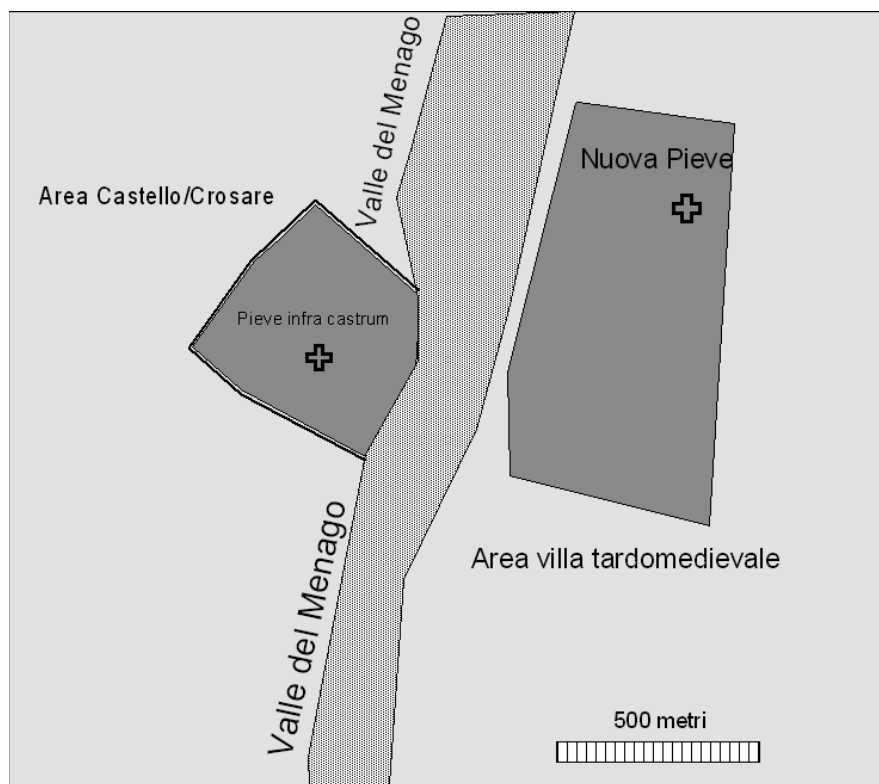 Valle del Menago
Nuova Pieve
Area Castello/Crosare
Pieve infra castrum
Area villa tardomedievale
Valle del Menago
500 metri